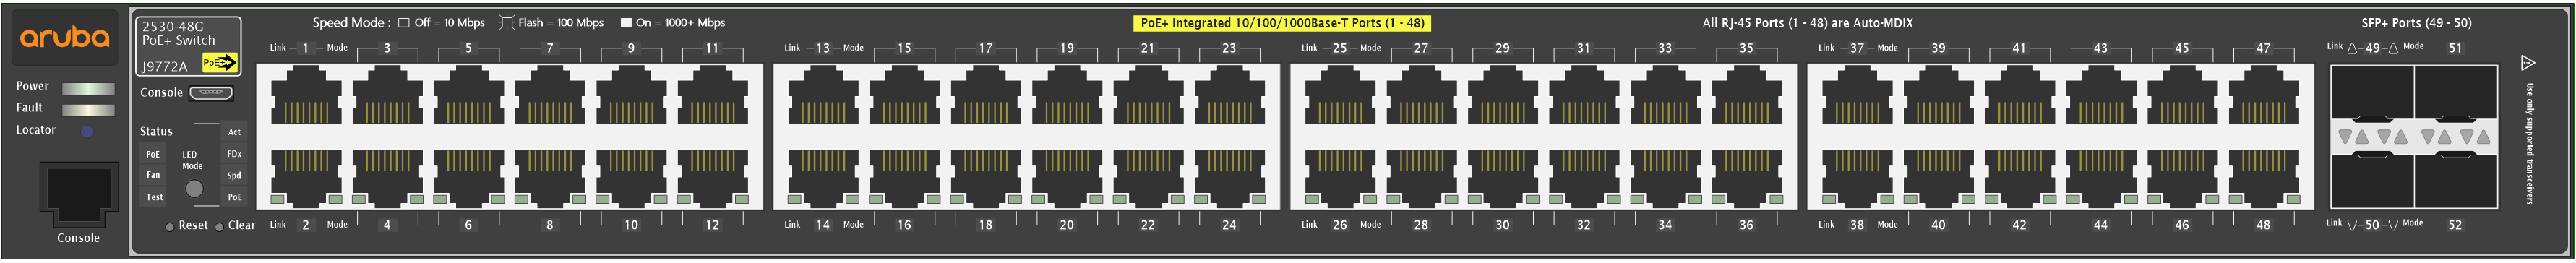 aruba
Power
Fault
Locator
Console
2530-48G
PoE+ Switch
J9772A
PoE+
Console
Status
PoE
Fan
Test
LED
Mode
Act
FDx
Spd
PoE
Reset Clear
Speed Mode : Off = 10 Mbps Flash = 100 Mbps On = 1000+ Mbps
PoE+ Integrated 10/100/1000Base-T Ports (1 - 48)
All RJ-45 Ports (1 - 48) are Auto-MDIX
SFP+ Ports (49 - 50)
Link 1 Mode 3 5 7 9 11
Link 13 Mode 15 17 19 21 23
Link 25 Mode 27 29 31 33 35
Link 37 Mode 39 41 43 45 47
Link 49 Mode 51
Link 2 Mode 4 6 8 10 12
Link 14 Mode 16 18 20 22 24
Link 26 Mode 28 30 32 34 36
Link 38 Mode 40 42 44 46 48
Link 50 Mode 52
Use only supported transceivers